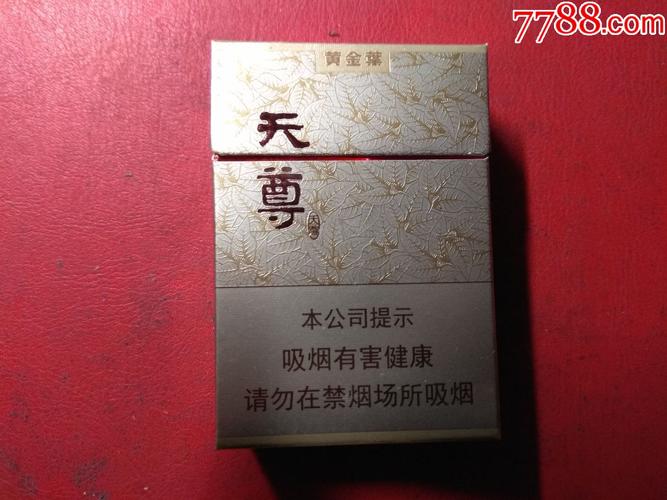 7788.com
黄金葉
天
尊
本公司提示
吸烟有害健康
请勿在禁烟场所吸烟